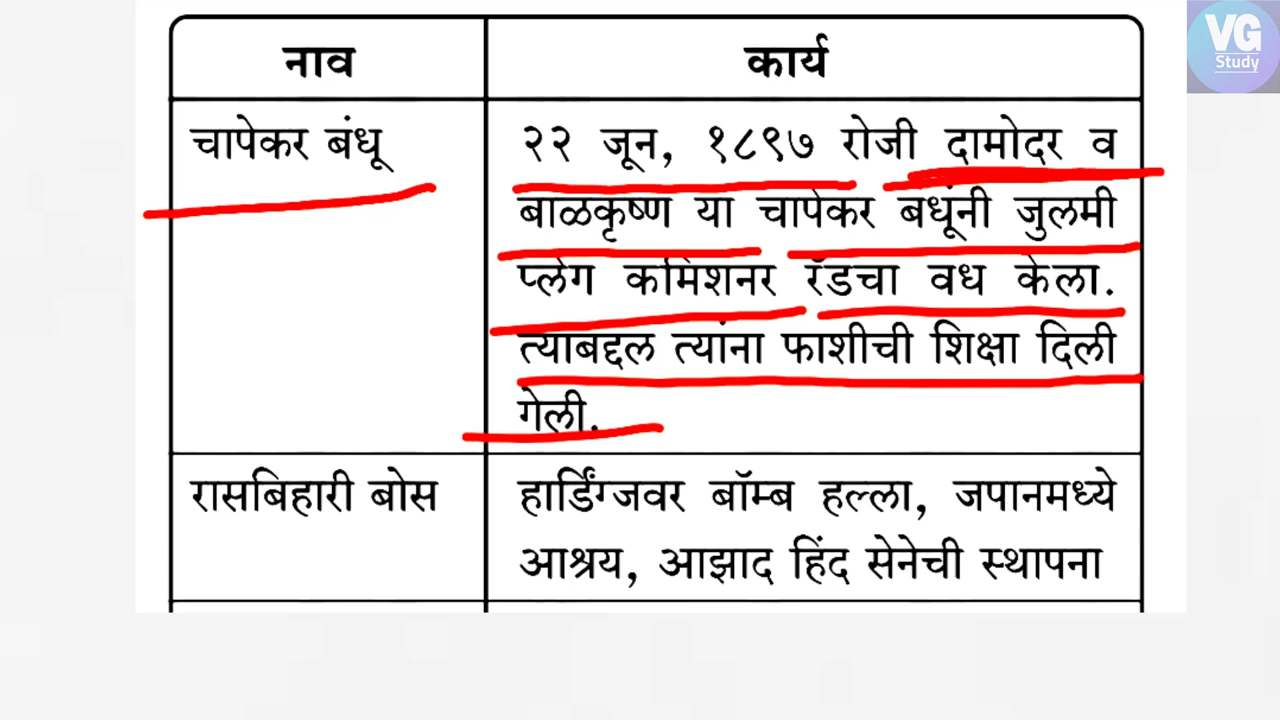 VG
Study
नाव कार्य
चापेकर बंधू २२ जून, १८९७ रोजी दामोदर व
बाळकृष्ण या चापेकर बंधूंनी जुलमी
प्लेग कमिशनर रँडचा वध केला.
त्याबद्दल त्यांना फाशीची शिक्षा दिली
गेली.
रासबिहारी बोस हार्डिंग्जवर बॉम्ब हल्ला, जपानमध्ये
आश्रय, आझाद हिंद सेनेची स्थापना